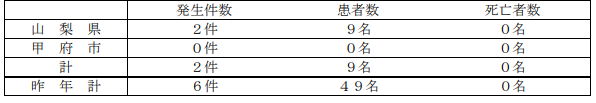 発生件数 患者数 死亡者数
山梨県 ２件 ９名 ０名
甲府市 ０件 ０名 ０名
計 ２件 ９名 ０名
昨年計 ６件 ４９名 ０名